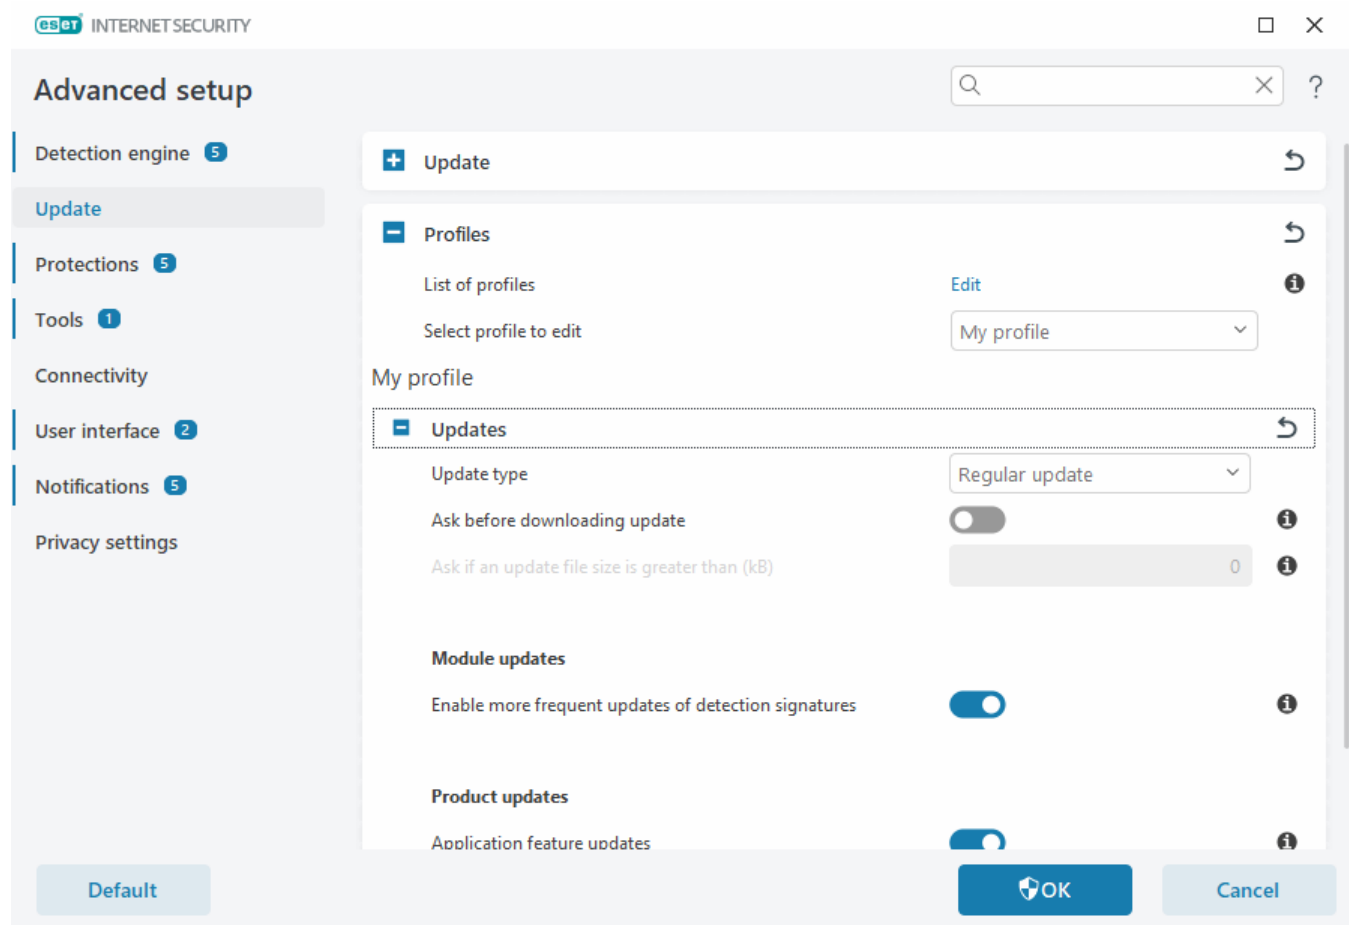 eset INTERNET SECURITY
Advanced setup
?
Detection engine 5
Update
Protections 5
Tools 1
Connectivity
User interface 2
Notifications 5
Privacy settings
Update
Profiles
List of profiles Edit
Select profile to edit My profile
My profile
Updates
Update type Regular update
Ask before downloading update
Ask if an update file size is greater than (kB) 0
Module updates
Enable more frequent updates of detection signatures
Product updates
Application feature updates
Default OK Cancel